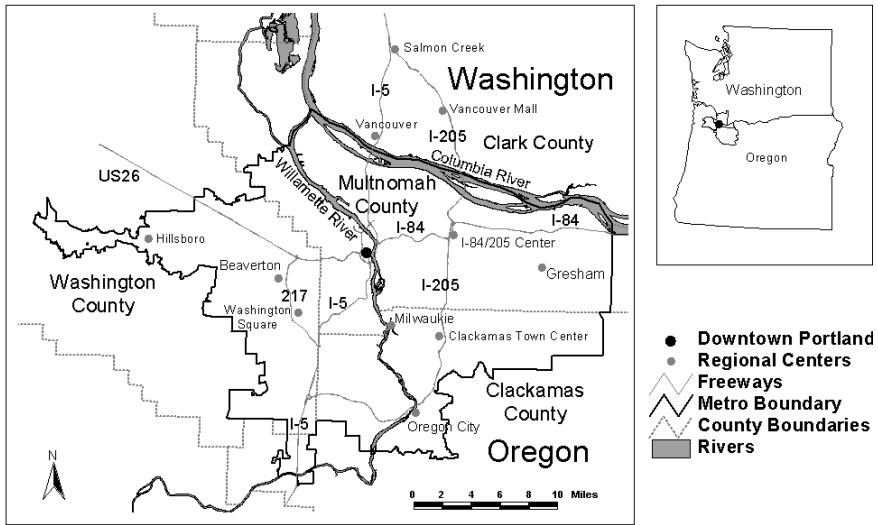 Salmon Creek
Washington
I-5
Vancouver Mall
Vancouver
I-205
Clark County
Columbia River
US26
Willamette River
Multnomah
County
I-84
I-84
Hillsboro
I-84/205 Center
Beaverton
Gresham
Washington
County
217
I-5
I-205
Washington
Square
Milwaukie
Clackamas Town Center
Clackamas
County
I-5
Oregon City
Oregon
N
0 2 4 6 8 10 Miles
Washington
Oregon
Downtown Portland
Regional Centers
Freeways
Metro Boundary
County Boundaries
Rivers